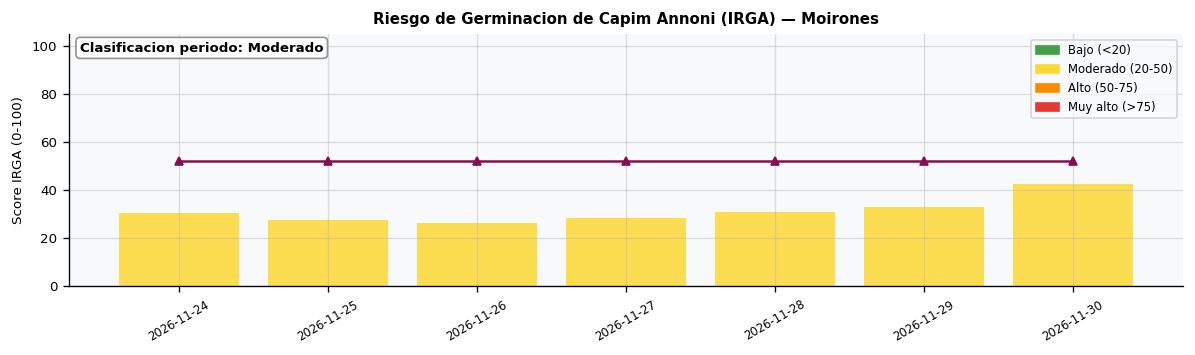 Riesgo de Germinacion de Capim Annoni (IRGA) — Moirones
Clasificacion periodo: Moderado
Bajo (<20)
Moderado (20-50)
Alto (50-75)
Muy alto (>75)
Score IRGA (0-100)
100
80
60
40
20
0
2026-11-24
2026-11-25
2026-11-26
2026-11-27
2026-11-28
2026-11-29
2026-11-30